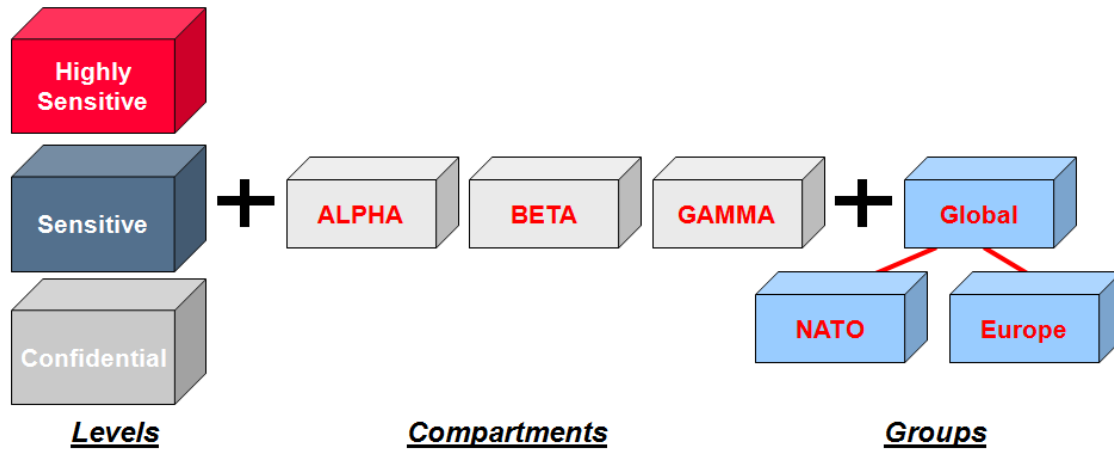 Highly
Sensitive
Sensitive
Confidential
ALPHA
BETA
GAMMA
Global
NATO
Europe
Levels
Compartments
Groups